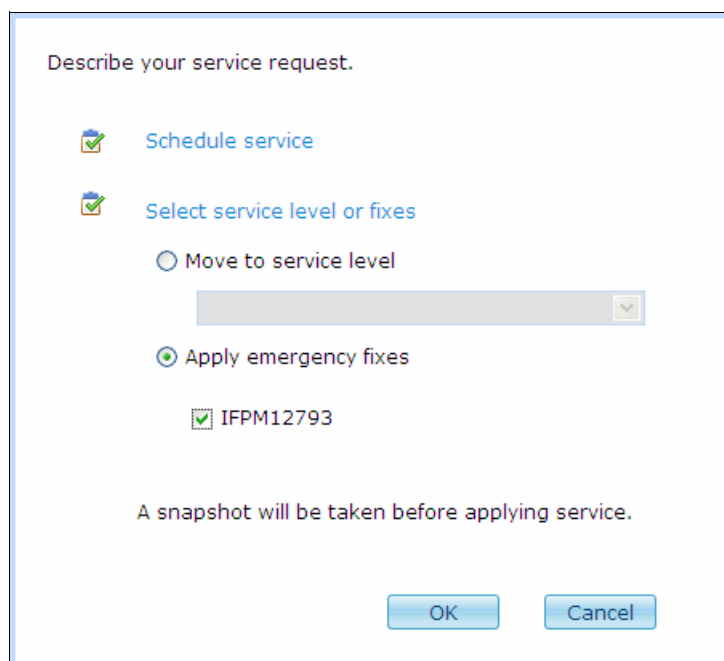 Describe your service request.
Schedule service
Select service level or fixes
Move to service level
Apply emergency fixes
IFPM12793
A snapshot will be taken before applying service.
OK
Cancel